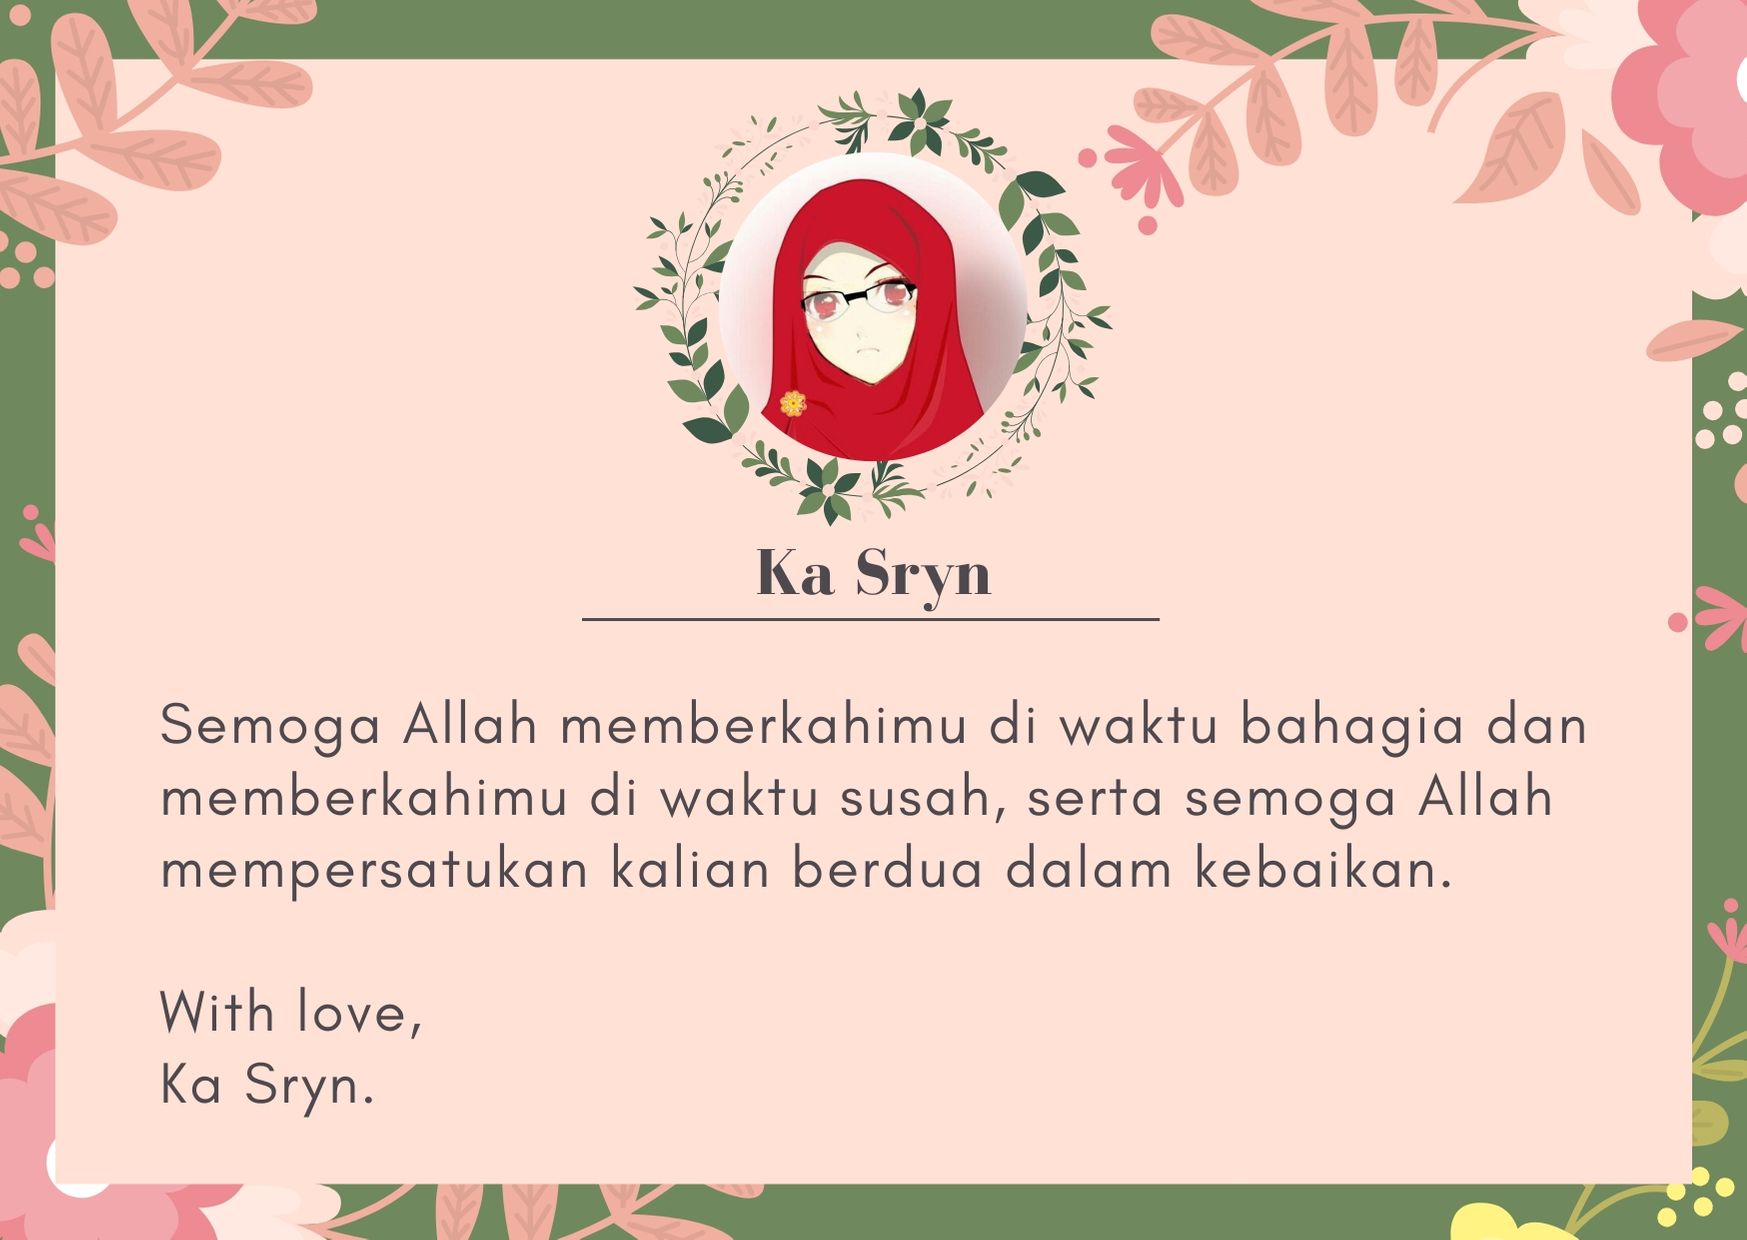 Ka Sryn
Semoga Allah memberkahimu di waktu bahagia dan
memberkahimu di waktu susah, serta semoga Allah
mempersatukan kalian berdua dalam kebaikan.
With love,
Ka Sryn.